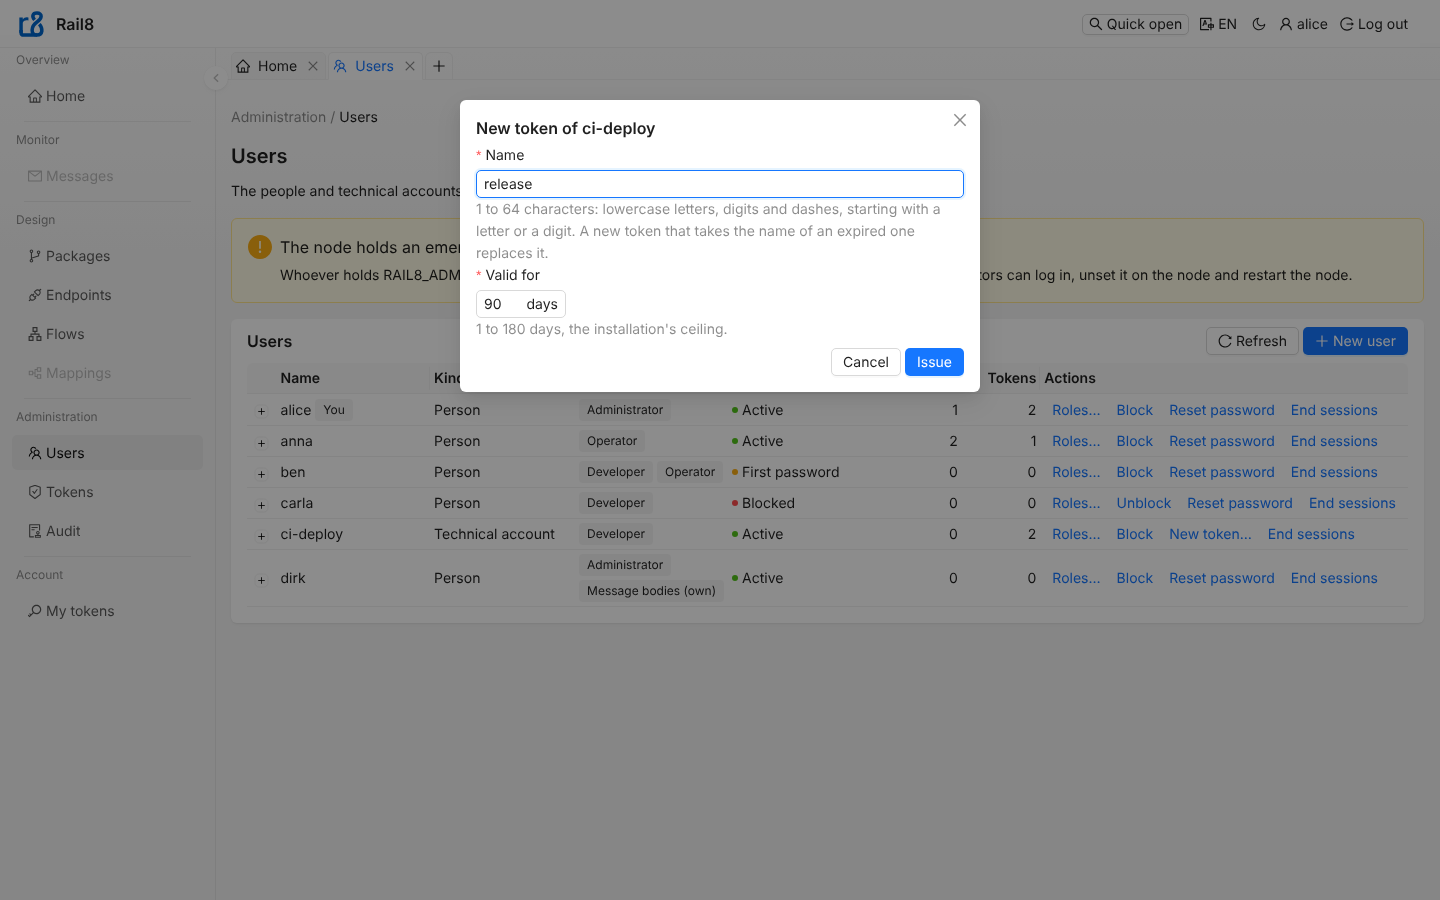 Rail8
Quick open
EN
alice
Log out
Overview
Home
Monitor
Messages
Design
Packages
Endpoints
Flows
Mappings
Administration
Users
Tokens
Audit
Account
My tokens
Home
Users
Administration / Users
Users
The people and technical accounts
The node holds an emer
Whoever holds RAIL8_ADM
tors can log in, unset it on the node and restart the node.
New token of ci-deploy
* Name
release
1 to 64 characters: lowercase letters, digits and dashes, starting with a
letter or a digit. A new token that takes the name of an expired one
replaces it.
* Valid for
90 days
1 to 180 days, the installation's ceiling.
Cancel
Issue
Users
Refresh
New user
Name Kind Tokens Actions
alice You Person Administrator Active 1 2 Roles... Block Reset password End sessions
anna Person Operator Active 2 1 Roles... Block Reset password End sessions
ben Person Developer Operator First password 0 0 Roles... Block Reset password End sessions
carla Person Developer Blocked 0 0 Roles... Unblock Reset password End sessions
ci-deploy Technical account Developer Active 0 2 Roles... Block New token... End sessions
dirk Person Administrator Message bodies (own) Active 0 0 Roles... Block Reset password End sessions